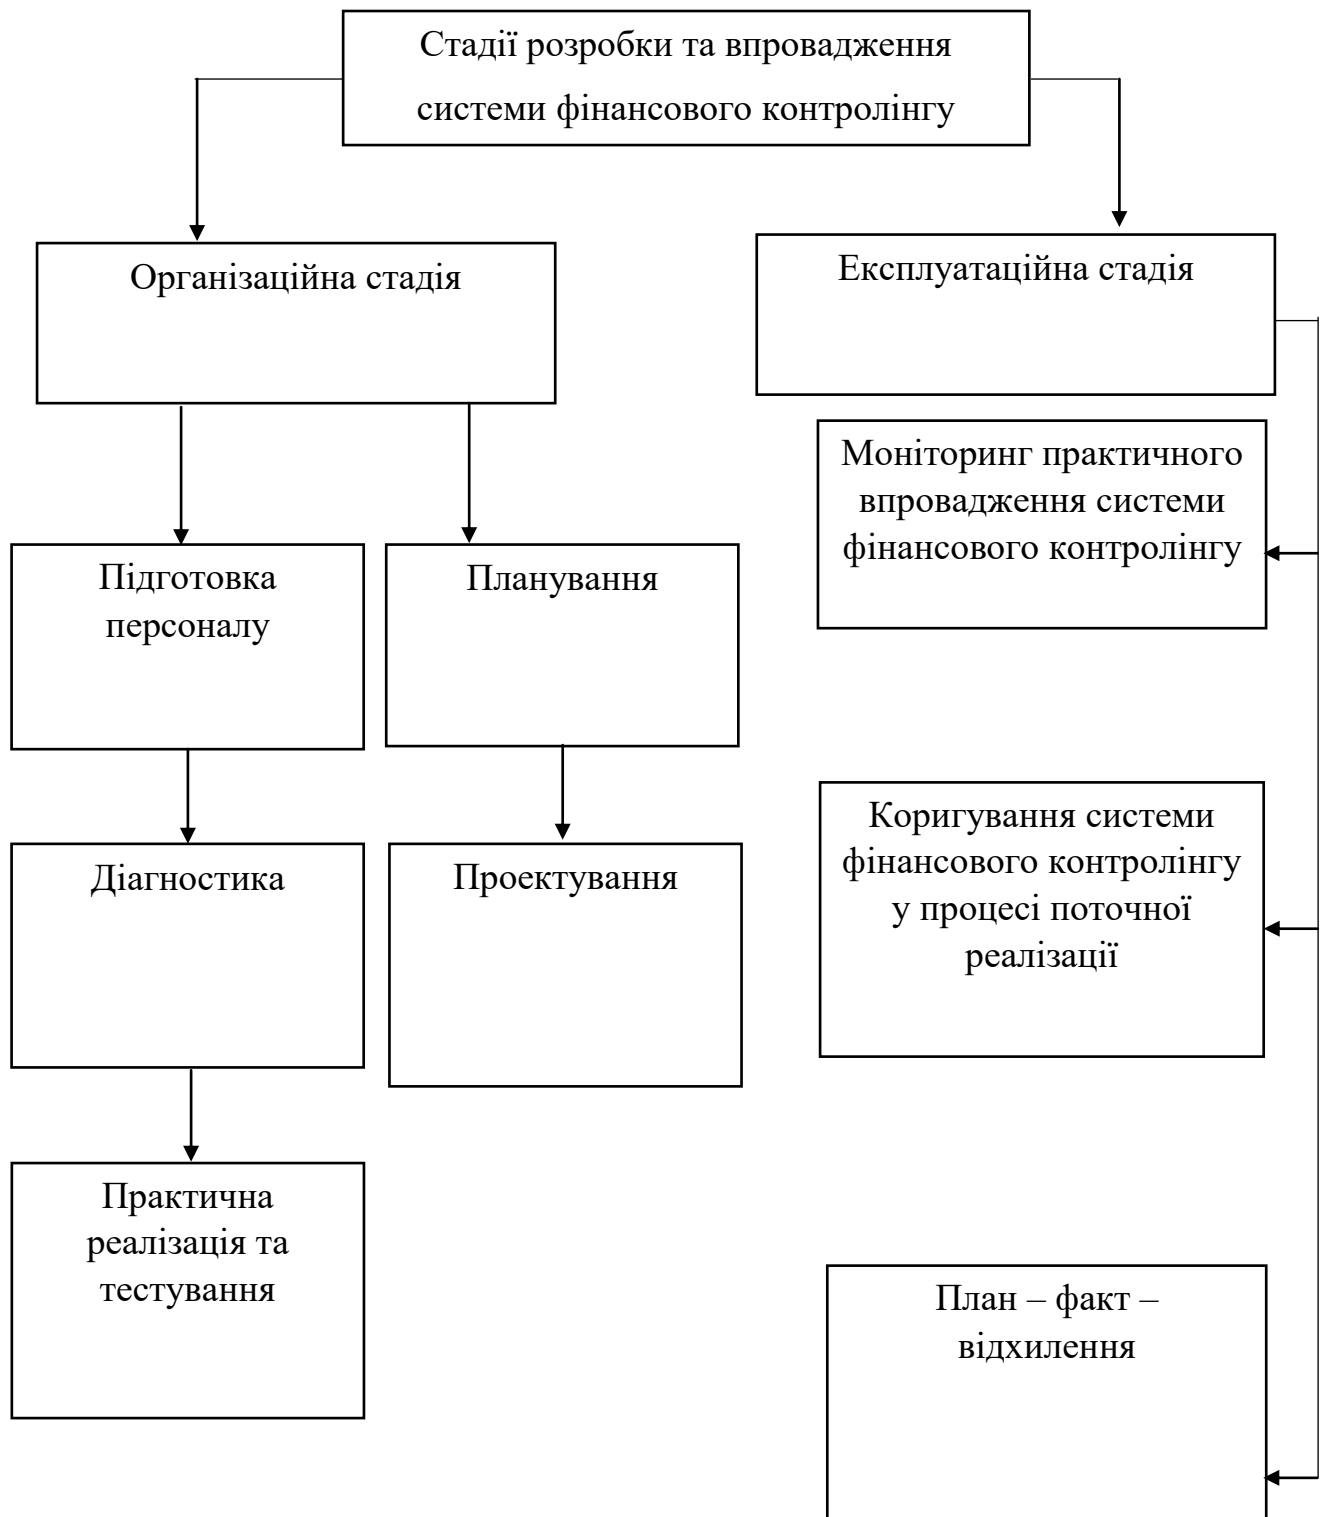 Стадії розробки та впровадження
системи фінансового контролінгу
Організаційна стадія
Експлуатаційна стадія
Моніторинг практичного
впровадження системи
фінансового контролінгу
Підготовка
персоналу
Планування
Коригування системи
фінансового контролінгу
у процесі поточної
реалізації
Діагностика
Проектування
Практична
реалізація та
тестування
План – факт –
відхилення